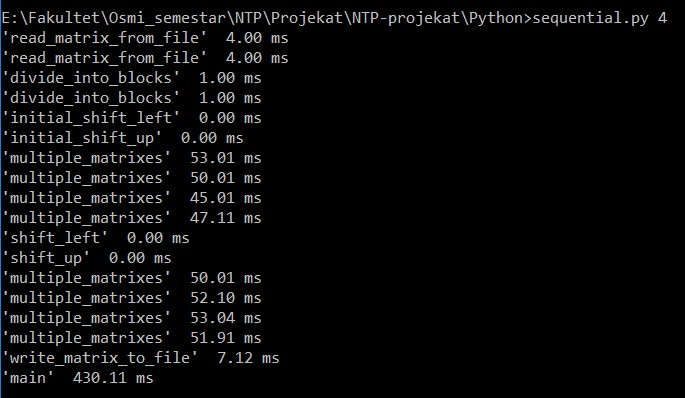 E:\Fakultet\Osmi_semestar\NTP\Projekat\NTP-projekat\Python>sequential.py 4
'read_matrix_from_file'  4.00 ms
'read_matrix_from_file'  4.00 ms
'divide_into_blocks'  1.00 ms
'divide_into_blocks'  1.00 ms
'initial_shift_left'  0.00 ms
'initial_shift_up'  0.00 ms
'multiple_matrixes'  53.01 ms
'multiple_matrixes'  50.01 ms
'multiple_matrixes'  45.01 ms
'multiple_matrixes'  47.11 ms
'shift_left'  0.00 ms
'shift_up'  0.00 ms
'multiple_matrixes'  50.01 ms
'multiple_matrixes'  52.10 ms
'multiple_matrixes'  53.04 ms
'multiple_matrixes'  51.91 ms
'write_matrix_to_file'  7.12 ms
'main'  430.11 ms